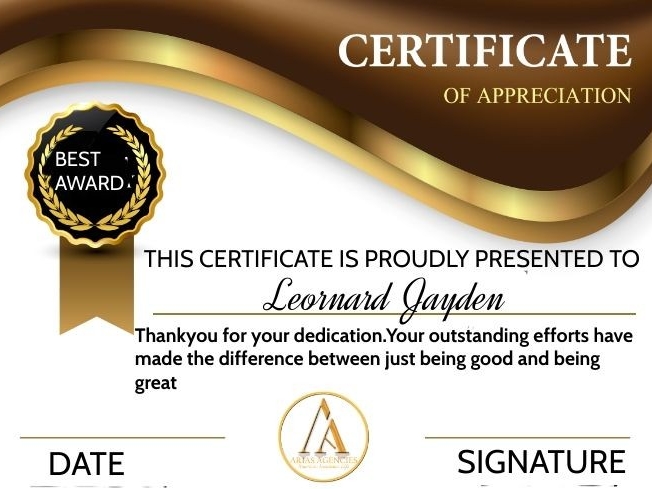 CERTIFICATE
OF APPRECIATION
BEST
AWARD
THIS CERTIFICATE IS PROUDLY PRESENTED TO
Leornard Jayden
Thankyou for your dedication.Your outstanding efforts have
made the difference between just being good and being
great
ARIAS AGENCIES
DATE
SIGNATURE